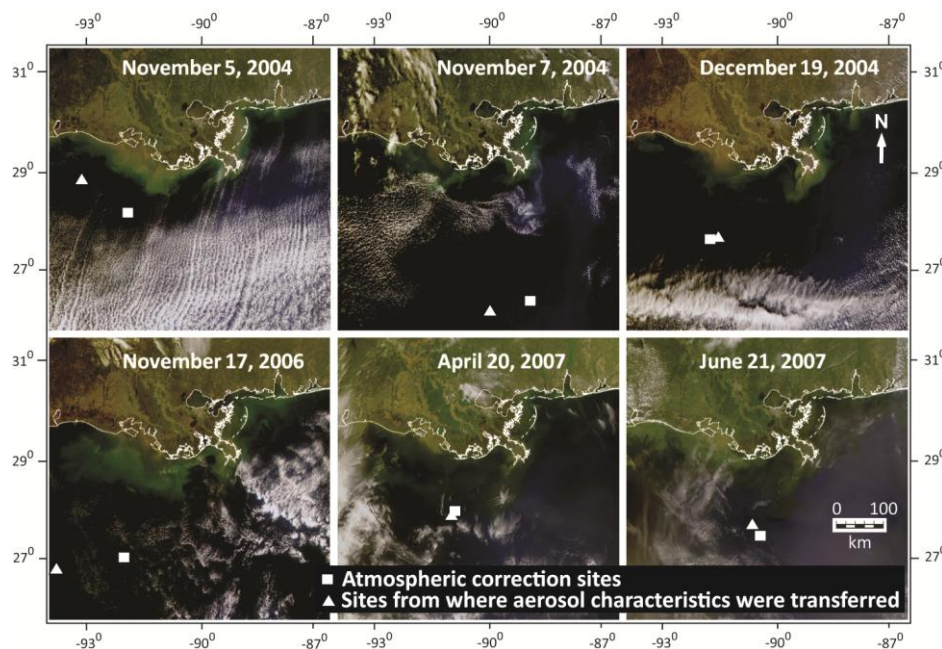 -93⁰ -90⁰ -87⁰ -93⁰ -90⁰ -87⁰ -93⁰ -90⁰ -87⁰
November 5, 2004 November 7, 2004 December 19, 2004
31⁰ 31⁰
N
29⁰ 29⁰
27⁰ 27⁰
November 17, 2006 April 20, 2007 June 21, 2007
31⁰ 31⁰
29⁰ 29⁰
0 100
km
27⁰ 27⁰
Atmospheric correction sites
Sites from where aerosol characteristics were transferred
-93⁰ -90⁰ -87⁰ -93⁰ -90⁰ -87⁰ -93⁰ -90⁰ -87⁰